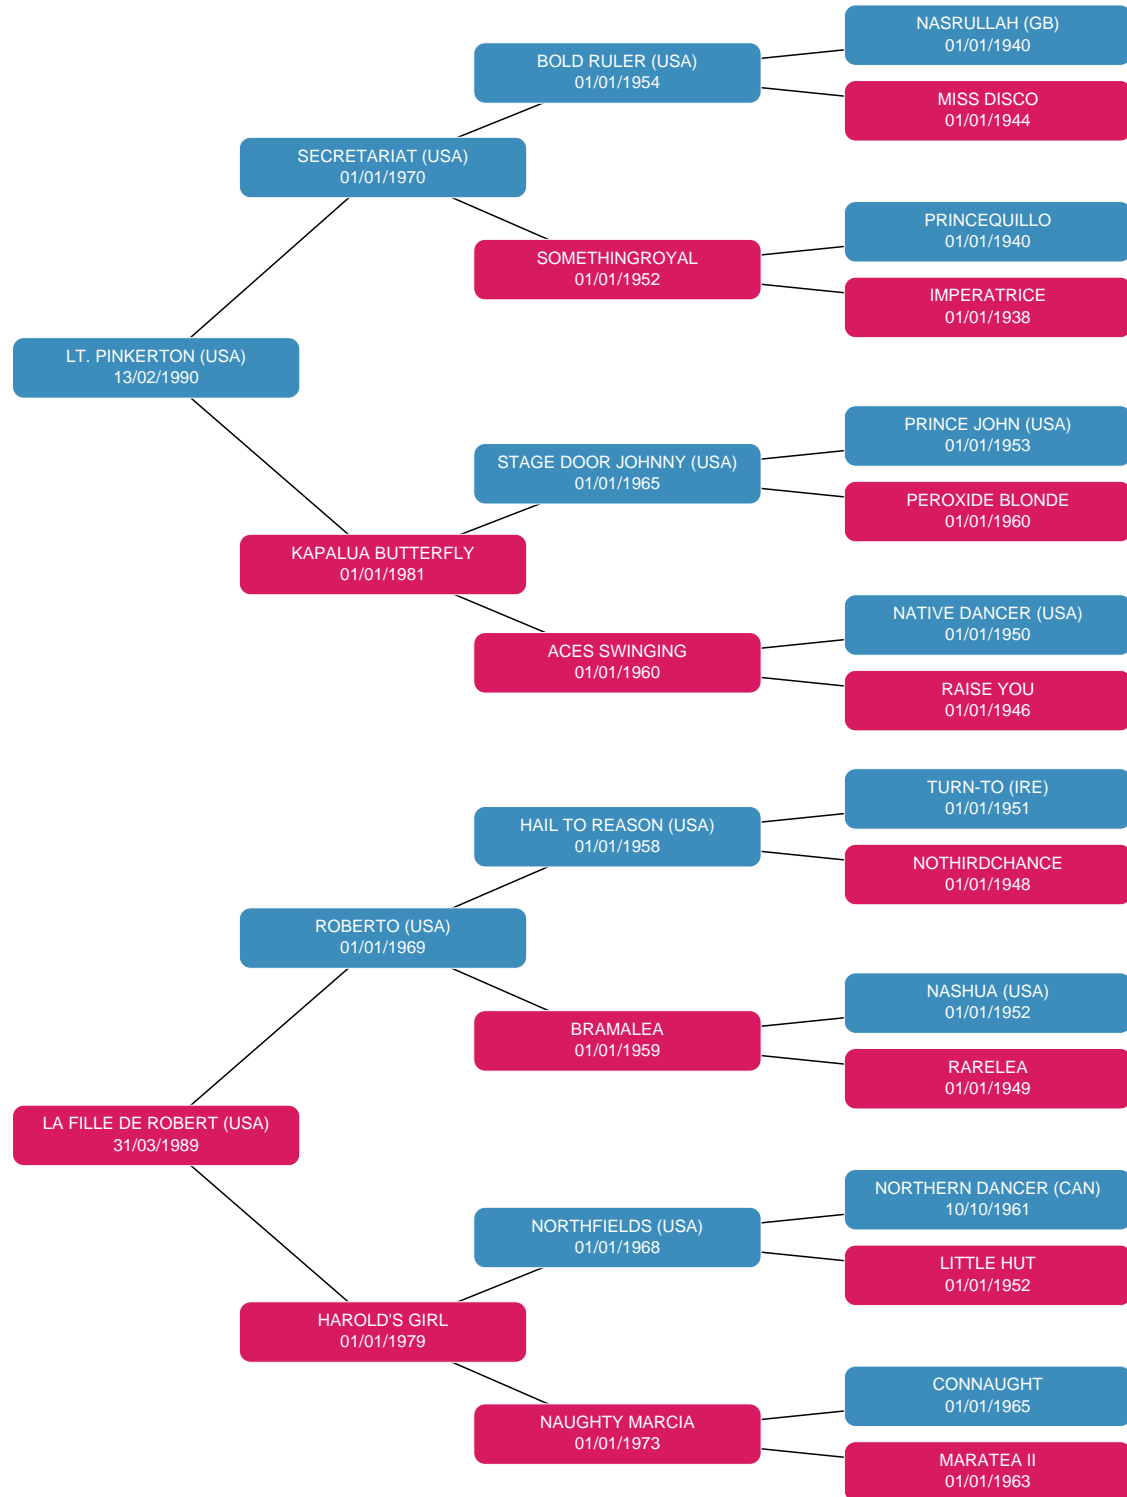 NASRULLAH (GB)
01/01/1940
BOLD RULER (USA)
01/01/1954
MISS DISCO
01/01/1944
SECRETARIAT (USA)
01/01/1970
PRINCEQUILLO
01/01/1940
SOMETHINGROYAL
01/01/1952
IMPERATRICE
01/01/1938
LT. PINKERTON (USA)
13/02/1990
PRINCE JOHN (USA)
01/01/1953
STAGE DOOR JOHNNY (USA)
01/01/1965
PEROXIDE BLONDE
01/01/1960
KAPALUA BUTTERFLY
01/01/1981
NATIVE DANCER (USA)
01/01/1950
ACES SWINGING
01/01/1960
RAISE YOU
01/01/1946
TURN-TO (IRE)
01/01/1951
HAIL TO REASON (USA)
01/01/1958
NOTHIRDCHANCE
01/01/1948
ROBERTO (USA)
01/01/1969
NASHUA (USA)
01/01/1952
BRAMALEA
01/01/1959
RARELEA
01/01/1949
LA FILLE DE ROBERT (USA)
31/03/1989
NORTHERN DANCER (CAN)
10/10/1961
NORTHFIELDS (USA)
01/01/1968
LITTLE HUT
01/01/1952
HAROLD'S GIRL
01/01/1979
CONNAUGHT
01/01/1965
NAUGHTY MARCIA
01/01/1973
MARATEA II
01/01/1963